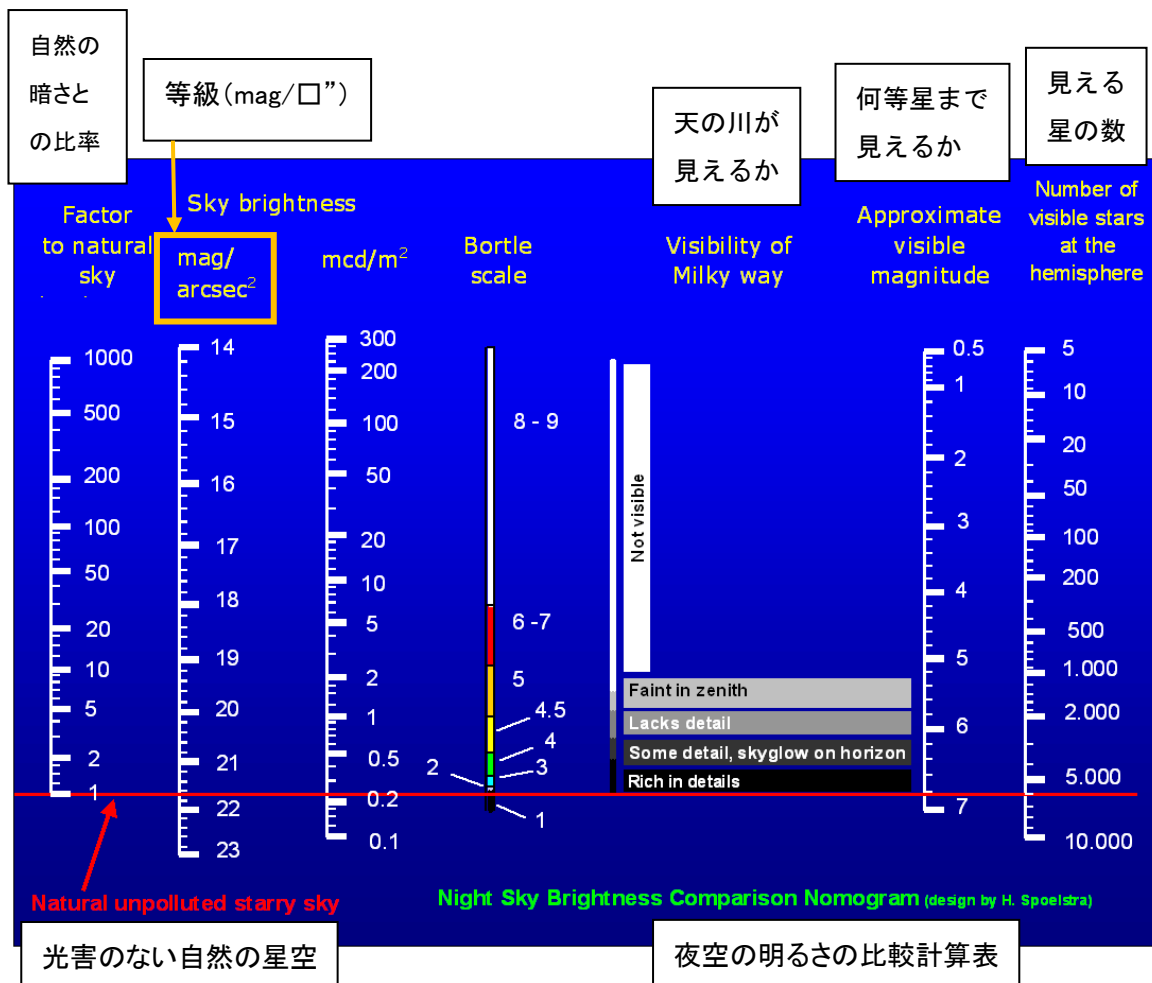 自然の
暗さと
の比率
等級(mag/□”)
天の川が
見えるか
何等星まで
見えるか
見える
星の数
Factor
to natural
sky
Sky brightness
mag/
arcsec²
mcd/m²
Bortle
scale
Visibility of
Milky way
Approximate
visible
magnitude
Number of
visible stars
at the
hemisphere
1000
500
200
100
50
20
10
5
2
1
14
15
16
17
18
19
20
21
22
23
300
200
100
50
20
10
5
2
1
0.5
0.2
0.1
8 - 9
6 -7
5
4.5
4
3
2
1
Not visible
Faint in zenith
Lacks detail
Some detail, skyglow on horizon
Rich in details
0.5
1
2
3
4
5
6
7
5
10
20
50
100
200
500
1.000
2.000
5.000
10.000
Natural unpolluted starry sky
Night Sky Brightness Comparison Nomogram (design by H. Spoelstra)
光害のない自然の星空
夜空の明るさの比較計算表